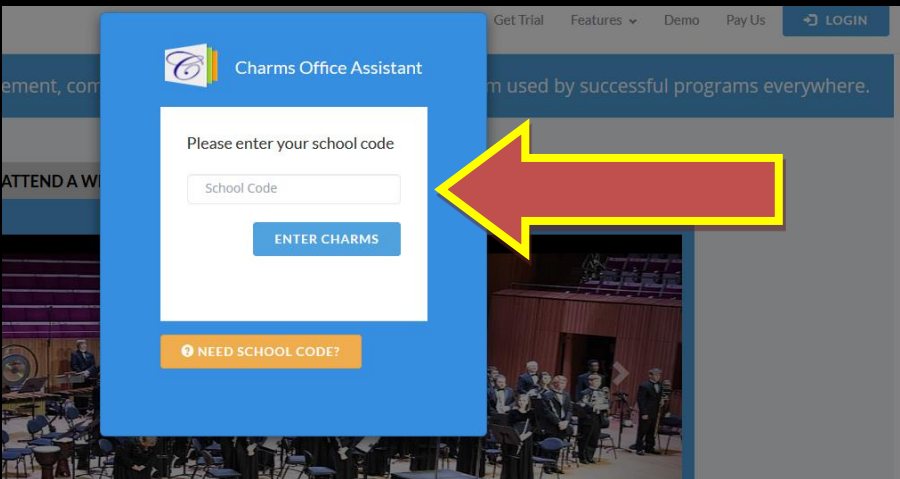 Get Trial Features Demo Pay Us LOGIN
Charms Office Assistant
ement, com
m used by successful programs everywhere.
Please enter your school code
School Code
ATTEND A W
ENTER CHARMS
? NEED SCHOOL CODE?